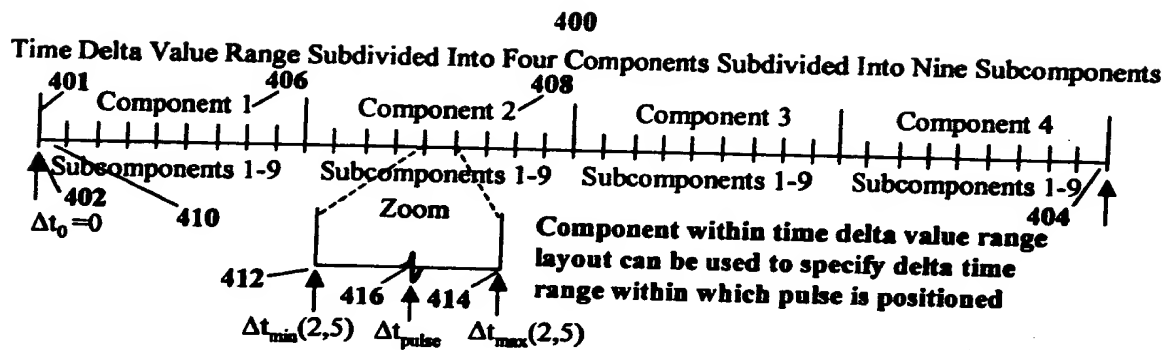 400
Time Delta Value Range Subdivided Into Four Components Subdivided Into Nine Subcomponents
401 Component 1 406 Component 2 408 Component 3 Component 4
Subcomponents 1-9 Subcomponents 1-9 Subcomponents 1-9 Subcomponents 1-9
402 410 Zoom 404
Δt₀=0
Component within time delta value range
layout can be used to specify delta time
range within which pulse is positioned
412 416 414
Δt_min(2,5) Δt_pulse Δt_max(2,5)